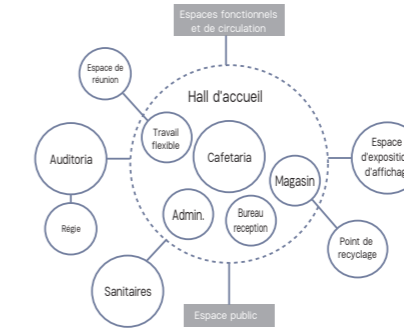 Espaces fonctionnels
et de circulation
Espace de
réunion
Hall d'accueil
Travail
flexible
Auditoria
Cafetaria
Espace
d'expositio
d'affichag
Magasin
Admin.
Bureau
reception
Régie
Point de
recyclage
Sanitaires
Espace public